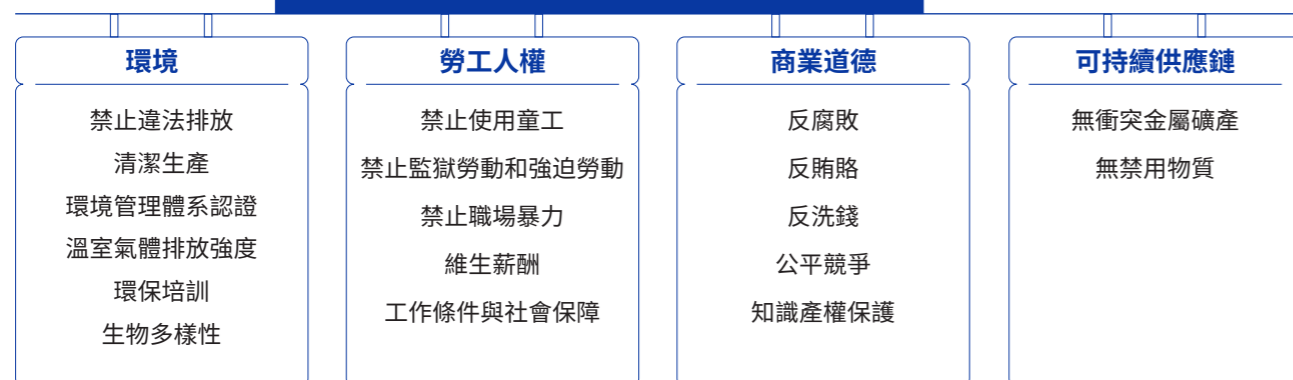 環境
禁止違法排放
清潔生產
環境管理體系認證
溫室氣體排放強度
環保培訓
生物多樣性
勞工人權
禁止使用童工
禁止監獄勞動和強迫勞動
禁止職場暴力
維生薪酬
工作條件與社會保障
商業道德
反腐敗
反賄賂
反洗錢
公平競爭
知識產權保護
可持續供應鏈
無衝突金屬礦產
無禁用物質